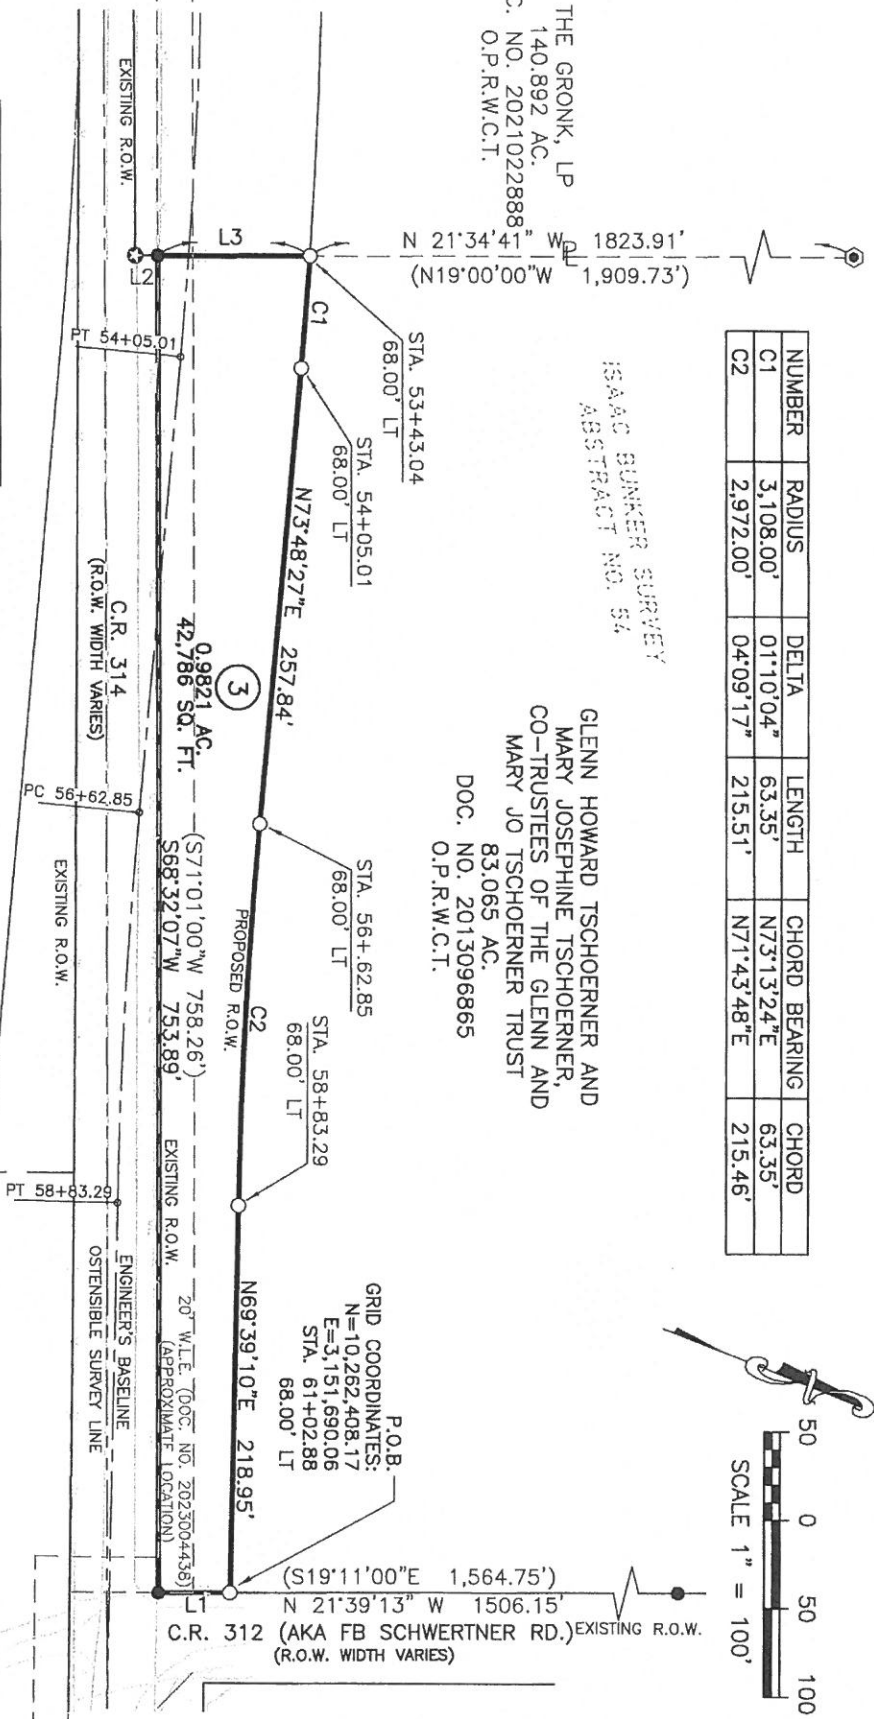 THE GRONK, LP
140.892 AC.
C. NO. 2021022888
O.P.R.W.C.T.
EXISTING R.O.W.
L3
L2
N 21°34'41" W 1823.91'
(N19°00'00"W 1,909.73')
PL
NUMBER RADIUS DELTA LENGTH CHORD BEARING CHORD
C1 3,108.00' 01°10'04" 63.35' N73°13'24"E 63.35'
C2 2,972.00' 04°09'17" 215.51' N71°43'48"E 215.46'
ISAAC BUNKER SURVEY
ABSTRACT NO. 54
GLENN HOWARD TSCHOERNER AND
MARY JOSEPHINE TSCHOERNER,
CO-TRUSTEES OF THE GLENN AND
MARY JO TSCHOERNER TRUST
83.065 AC.
DOC. NO. 2013096865
O.P.R.W.C.T.
STA. 53+43.04
68.00' LT
STA. 54+05.01
68.00' LT
STA. 56+.62.85
68.00' LT
STA. 58+83.29
68.00' LT
P.O.B.
GRID COORDINATES:
N=10,262,408.17
E=3,151,690.06
STA. 61+02.88
68.00' LT
C1
N73°48'27"E 257.84'
C2
PROPOSED R.O.W.
N69°39'10"E 218.95'
3
0.9821 AC.
42,786 SQ. FT.
(S71°01'00"W 758.26')
S68°32'07"W 753.89'
EXISTING R.O.W.
20' W.L.E. (DOC. NO. 2023004438)
(APPROXIMATE LOCATION)
PT 54+05.01
PC 56+62.85
PT 58+83.29
C.R. 314
(R.O.W. WIDTH VARIES)
EXISTING R.O.W.
ENGINEER'S BASELINE
OSTENSIBLE SURVEY LINE
L1
(S19°11'00"E 1,564.75')
N 21°39'13" W 1506.15'
C.R. 312 (AKA FB SCHWERTNER RD.)
EXISTING R.O.W.
(R.O.W. WIDTH VARIES)
50 0 50 100
SCALE 1" = 100'